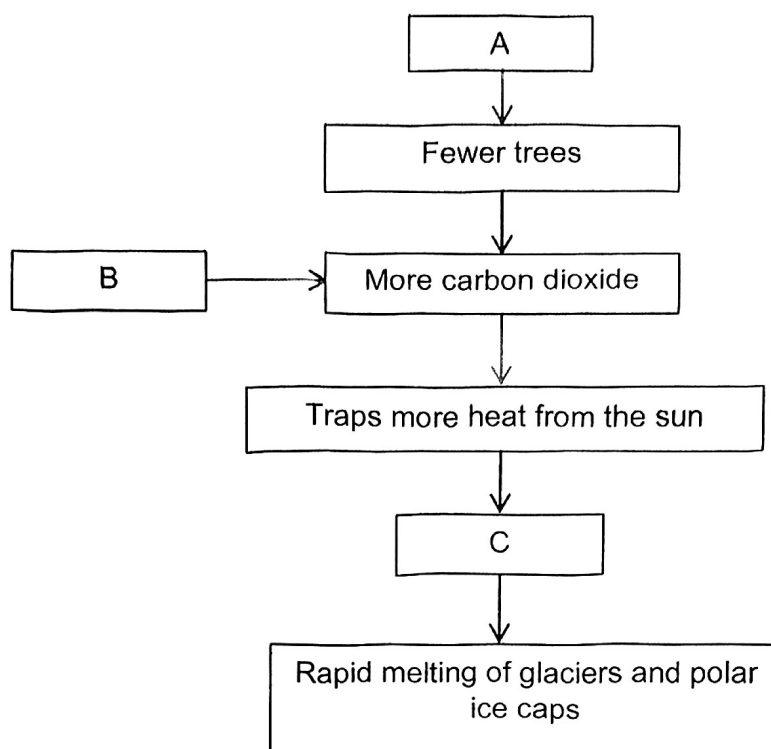 A
Fewer trees
B
More carbon dioxide
Traps more heat from the sun
C
Rapid melting of glaciers and polar
ice caps